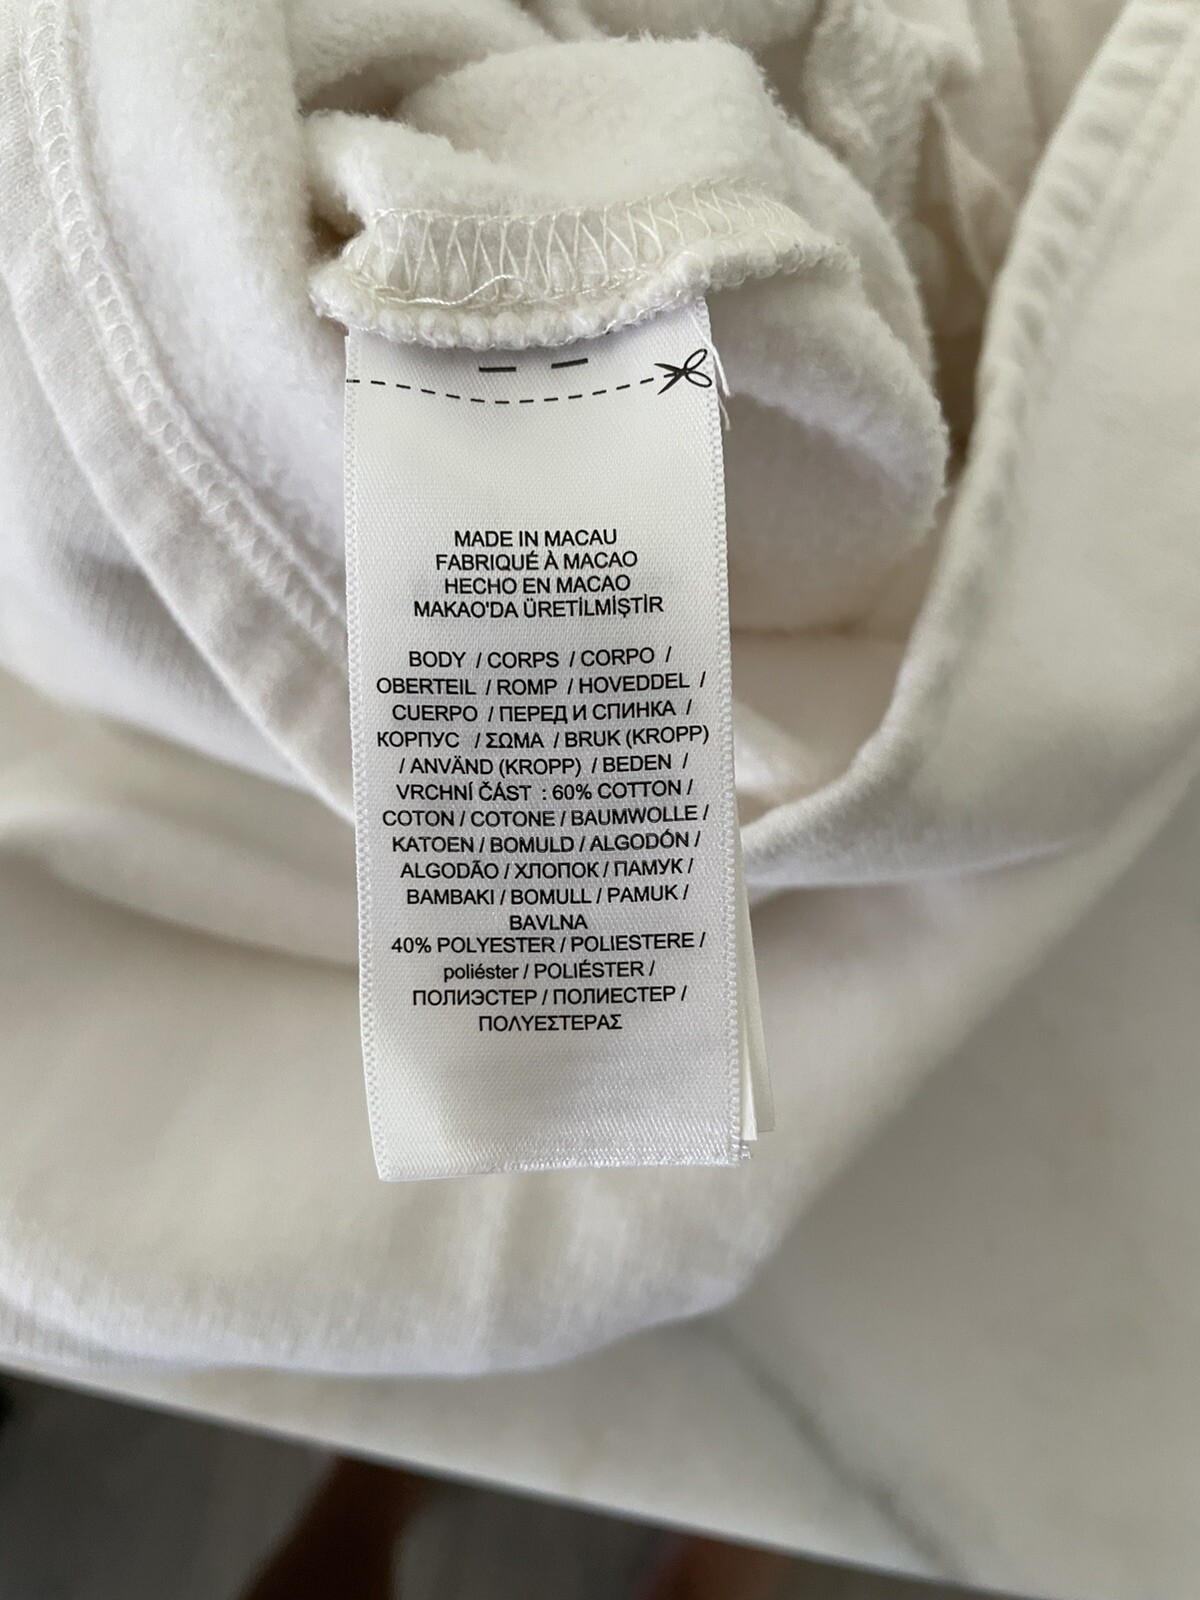 MADE IN MACAU
FABRIQUÉ À MACAO
HECHO EN MACAO
MAKAO'DA ÜRETİLMİŞTİR
BODY / CORPS / CORPO /
OBERTEIL / ROMP / HOVEDDEL /
CUERPO / ПЕРЕД И СПИНКА /
КОРПУС / ΣΩΜΑ / BRUK (KROPP)
/ ANVÄND (KROPP) / BEDEN /
VRCHNÍ ČÁST : 60% COTTON /
COTON / COTONE / BAUMWOLLE /
KATOEN / BOMULD / ALGODÓN /
ALGODÃO / ХЛОПОК / ПАМУК /
BAMBAKI / BOMULL / PAMUK /
BAVLNA
40% POLYESTER / POLIESTERE /
poliéster / POLIÉSTER /
ПОЛИЭСТЕР / ПОЛИЕСТЕР /
ΠΟΛΥΕΣΤΕΡΑΣ